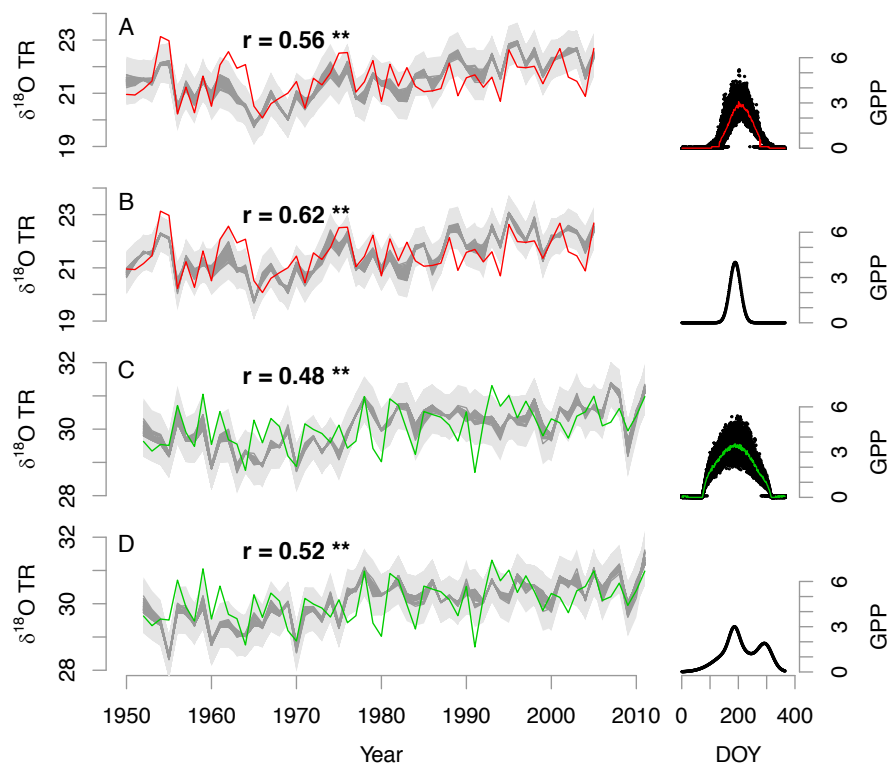 A
r = 0.56 **
δ18O TR
19
21
23
GPP
0
3
6
B
r = 0.62 **
δ18O TR
19
21
23
GPP
0
3
6
C
r = 0.48 **
δ18O TR
28
30
32
GPP
0
3
6
D
r = 0.52 **
δ18O TR
28
30
32
GPP
0
3
6
1950 1960 1970 1980 1990 2000 2010
0 200 400
Year
DOY